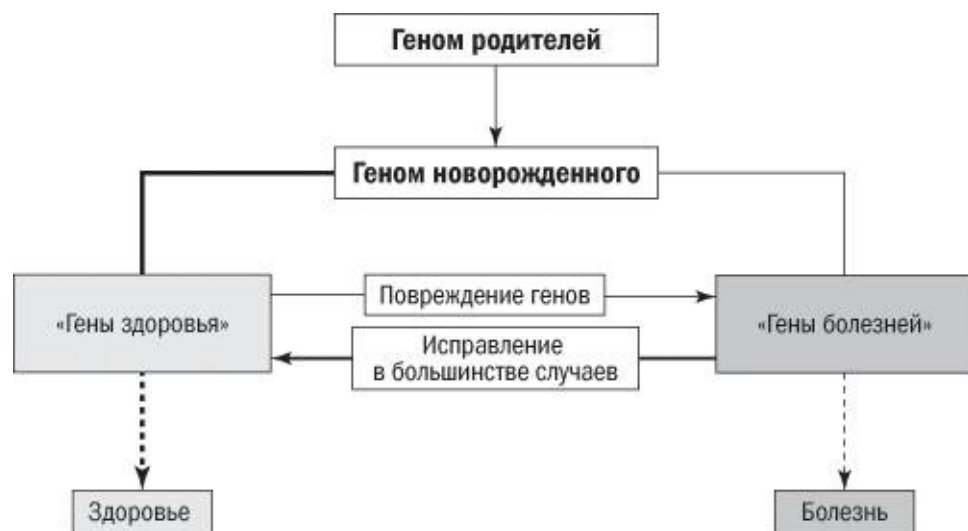 Геном родителей
Геном новорожденного
«Гены здоровья»
Повреждение генов
«Гены болезней»
Исправление
в большинстве случаев
Здоровье
Болезнь